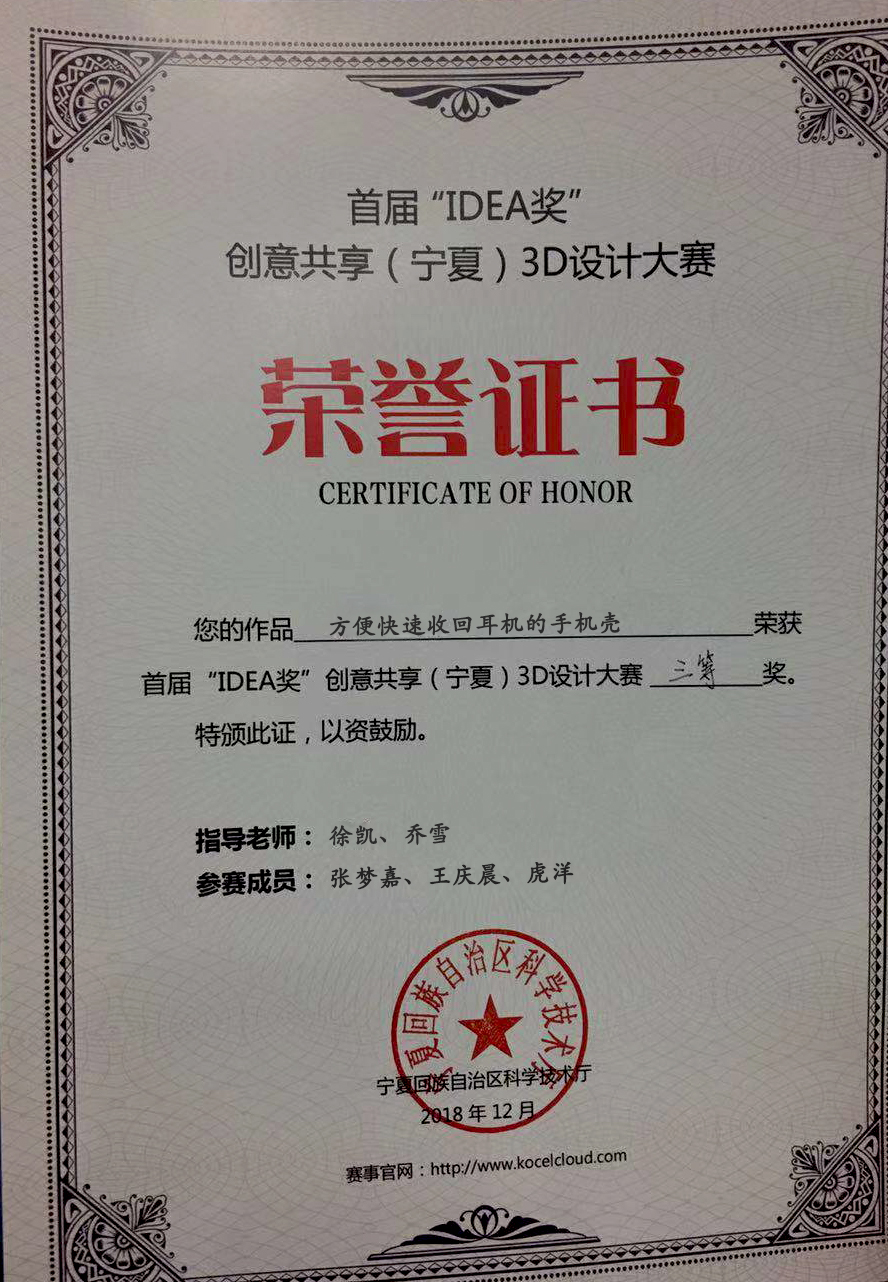 首届“IDEA奖”
创意共享（宁夏）3D设计大赛
荣誉证书
CERTIFICATE OF HONOR
您的作品 方便快速收回耳机的手机壳 荣获
首届“IDEA奖”创意共享（宁夏）3D设计大赛 三等 奖。
特颁此证，以资鼓励。
指导老师：徐凯、乔雪
参赛成员：张梦嘉、王庆晨、虎洋
宁夏回族自治区科学技术厅
宁夏回族自治区科学技术厅
2018年12月
赛事官网：http://www.kocelcloud.com